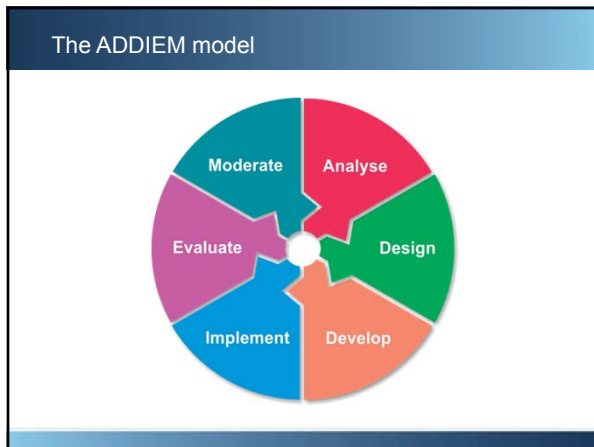 The ADDIEM model
Moderate
Analyse
Evaluate
Design
Implement
Develop